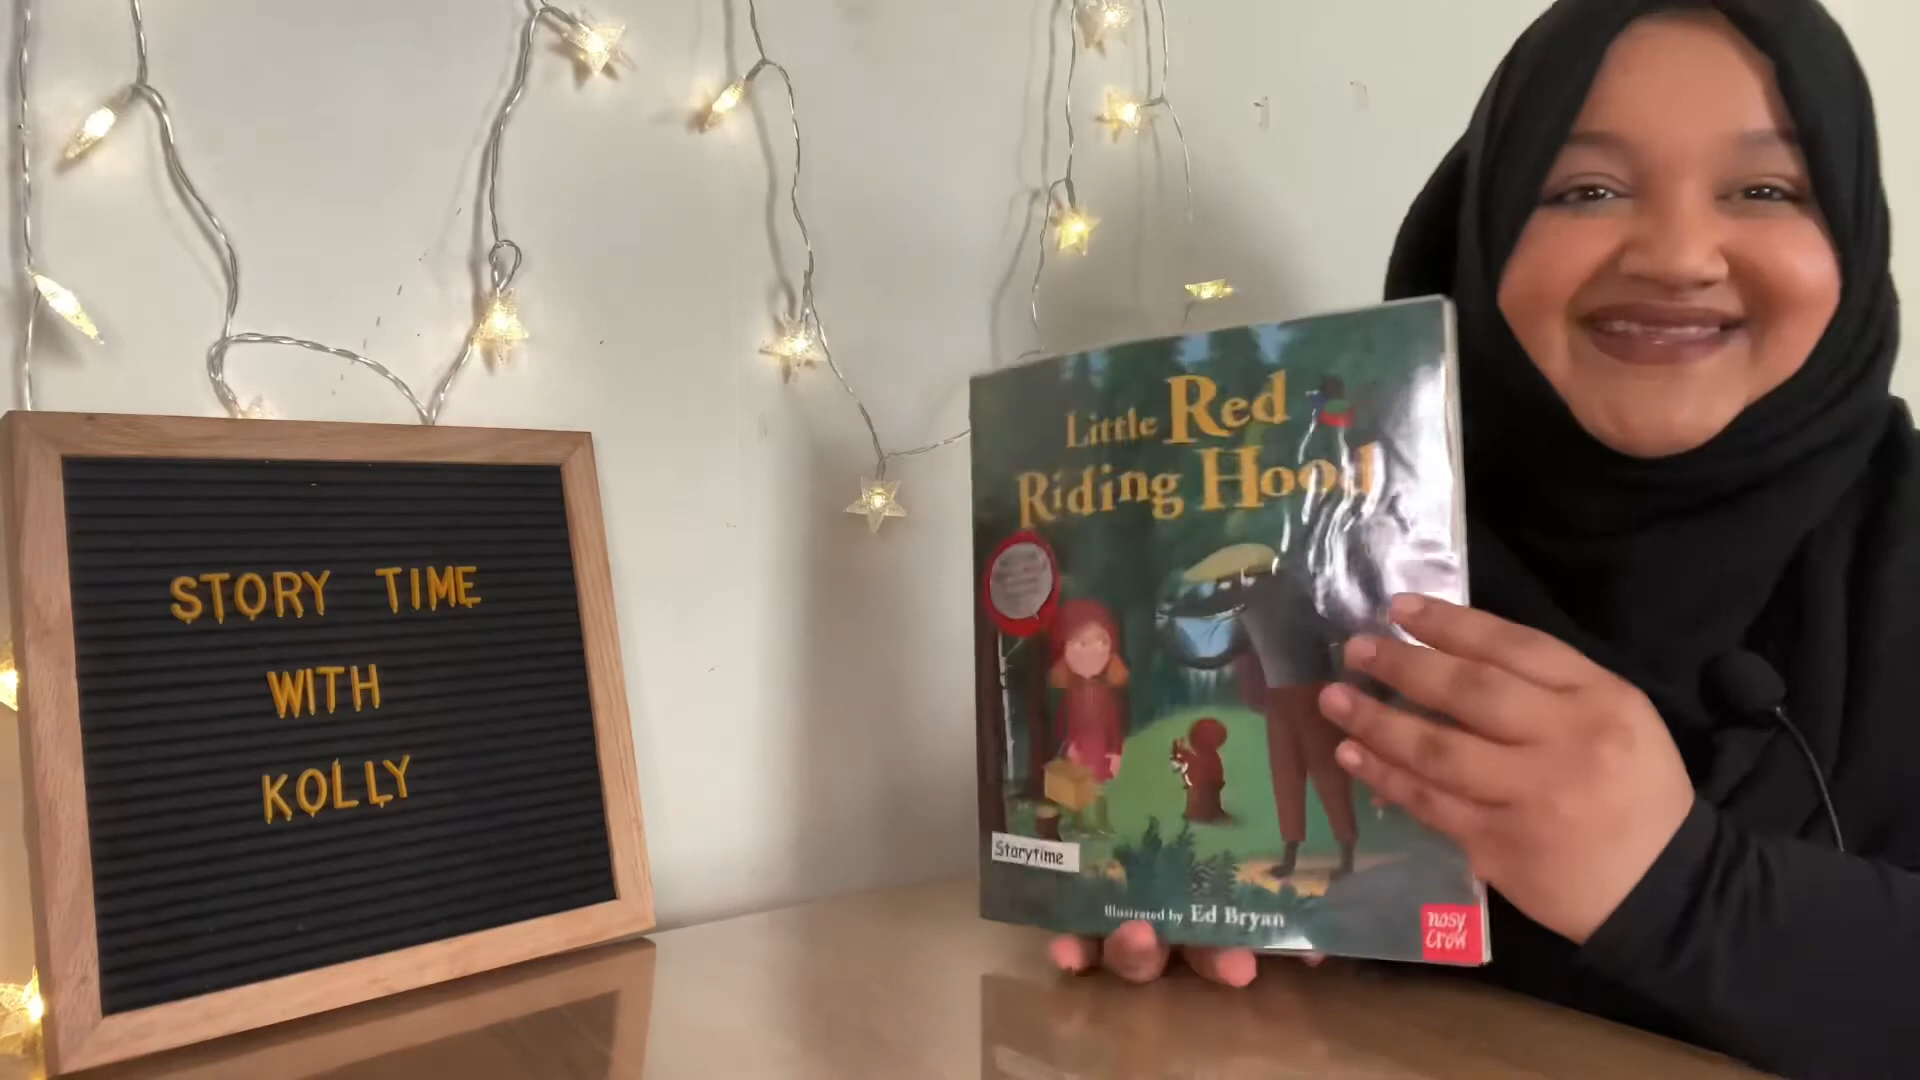 STORY TIME
WITH
KOLLY
Little Red
Riding Hood
Storytime
Illustrated by Ed Bryan
nosy
crow